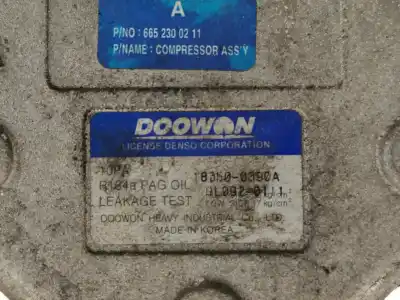 A
P/NO : 665 230 02 11
P/NAME : COMPRESSOR ASS'Y
DOOWON
LICENSE DENSO CORPORATION
R134a PAG OIL
LEAKAGE TEST
DOOWON HEAVY INDUSTRIAL CO., LTD.
MADE IN KOREA